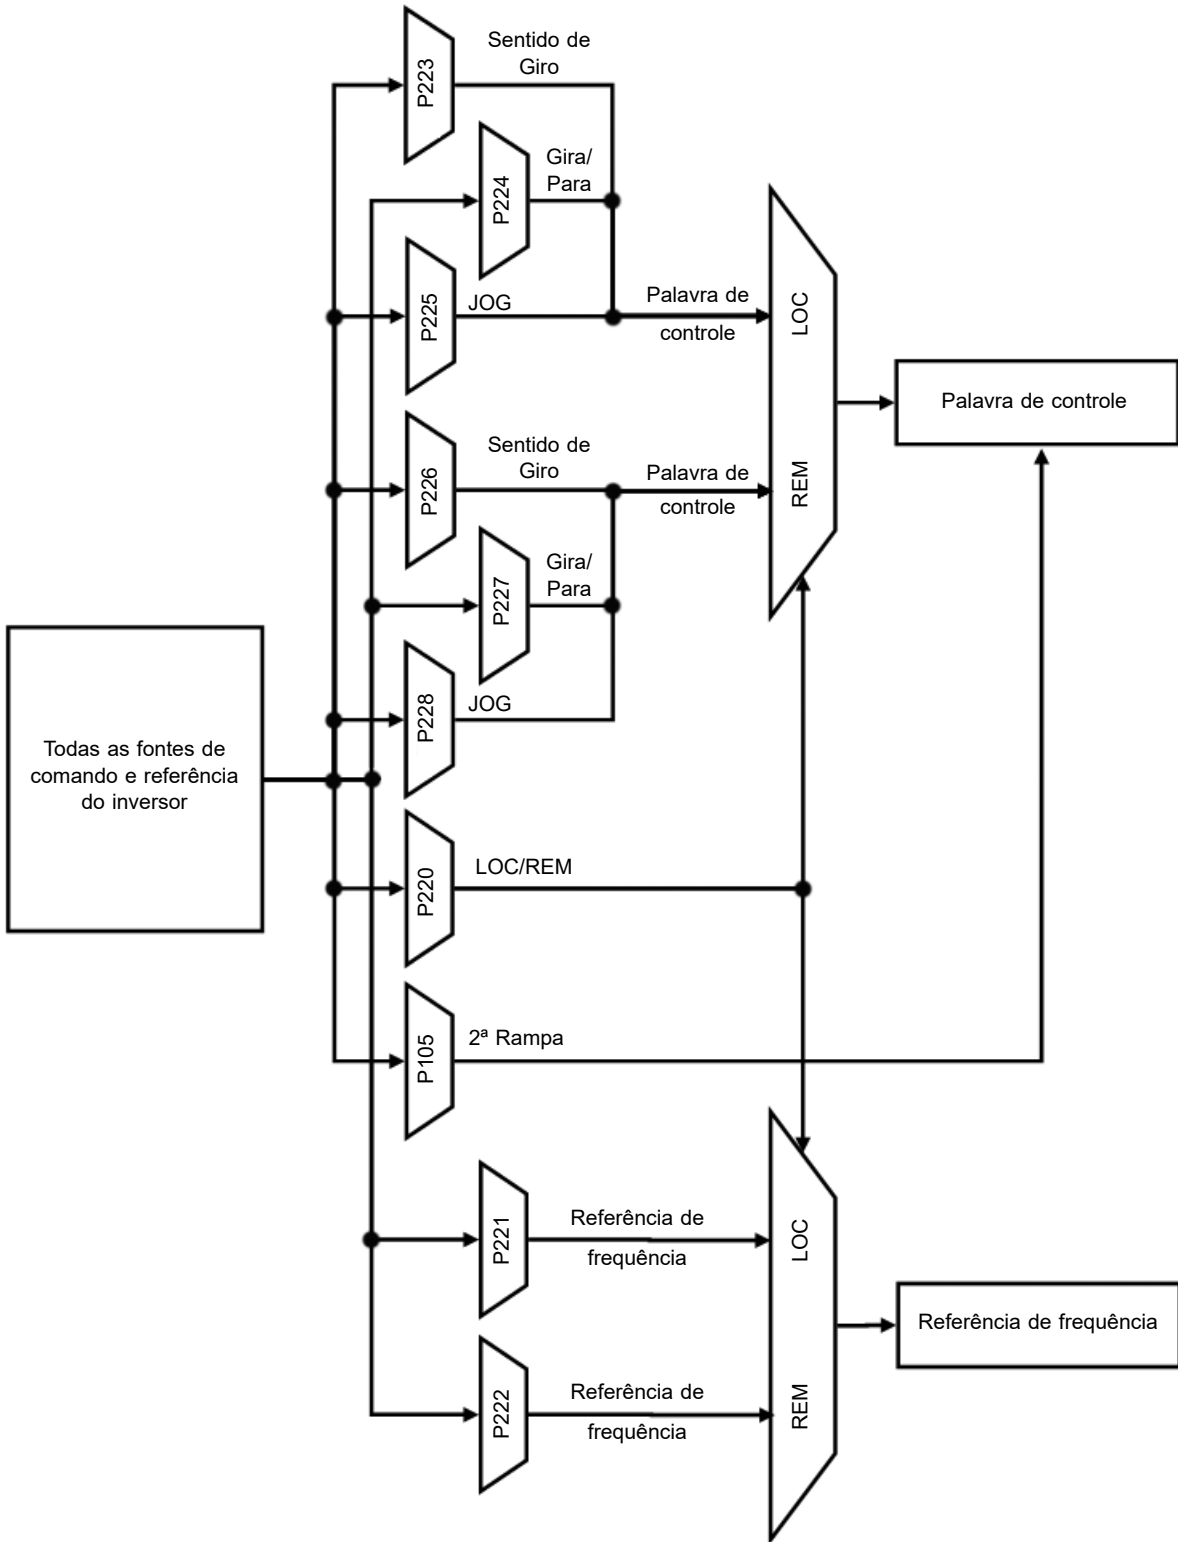 P223
Sentido de
Giro
P224
Gira/
Para
P225
JOG
Palavra de
controle
LOC
Palavra de controle
P226
Sentido de
Giro
Palavra de
controle
REM
P227
Gira/
Para
P228
JOG
Todas as fontes de
comando e referência
do inversor
P220
LOC/REM
P105
2ª Rampa
P221
Referência de
frequência
LOC
Referência de frequência
P222
Referência de
frequência
REM